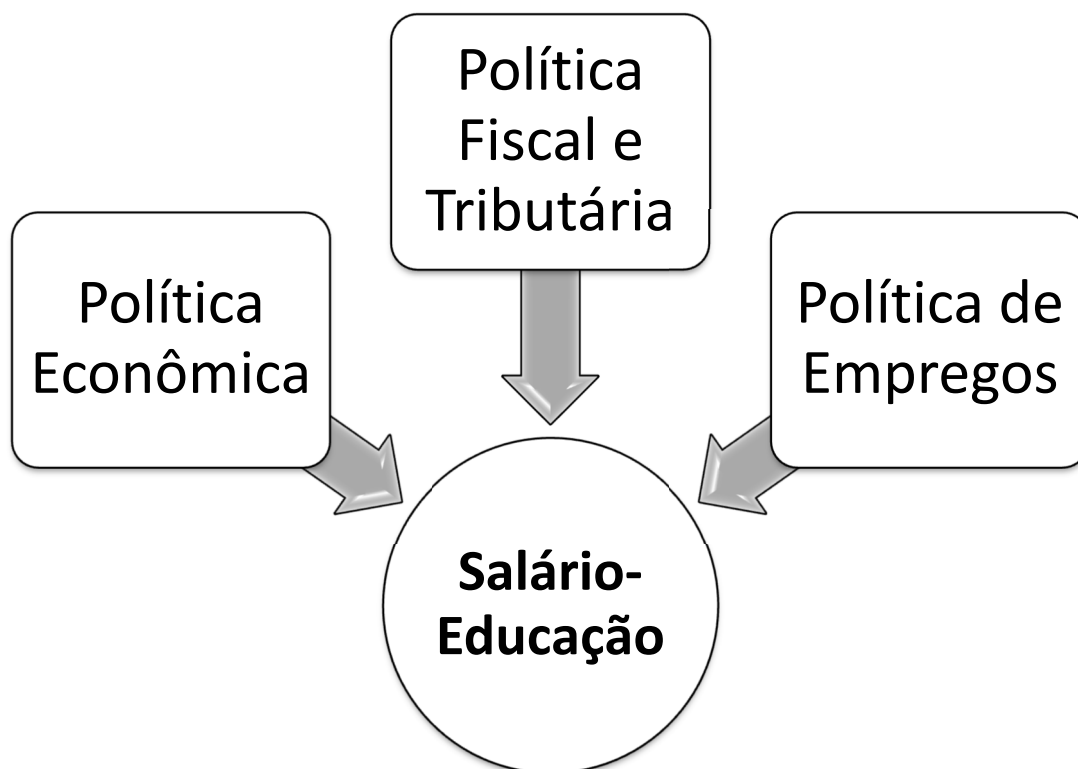 Política
Fiscal e
Tributária
Política
Econômica
Política de
Empregos
Salário-
Educação